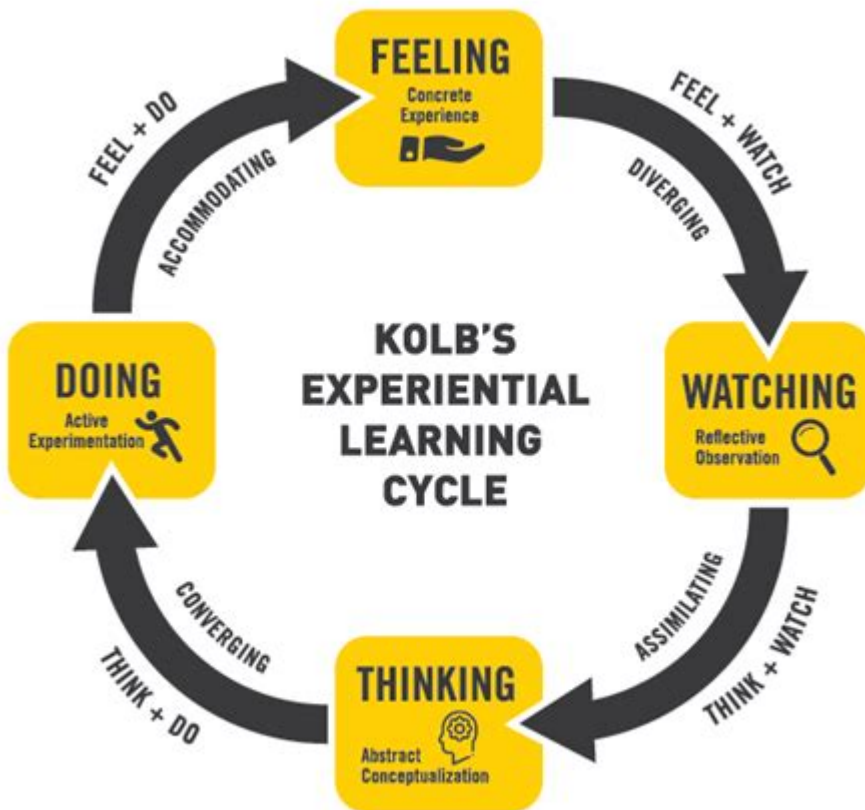 FEELING
Concrete
Experience
FEEL + WATCH
DIVERGING
WATCHING
Reflective
Observation
ASSIMILATING
THINK + WATCH
THINKING
Abstract
Conceptualization
CONVERGING
THINK + DO
DOING
Active
Experimentation
FEEL + DO
ACCOMMODATING
KOLB'S
EXPERIENTIAL
LEARNING
CYCLE